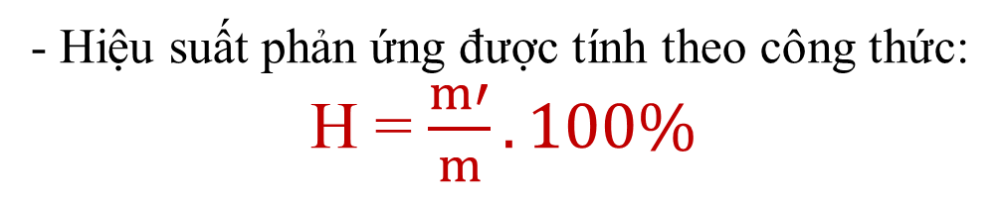 - Hiệu suất phản ứng được tính theo công thức:
H = m′/m . 100%